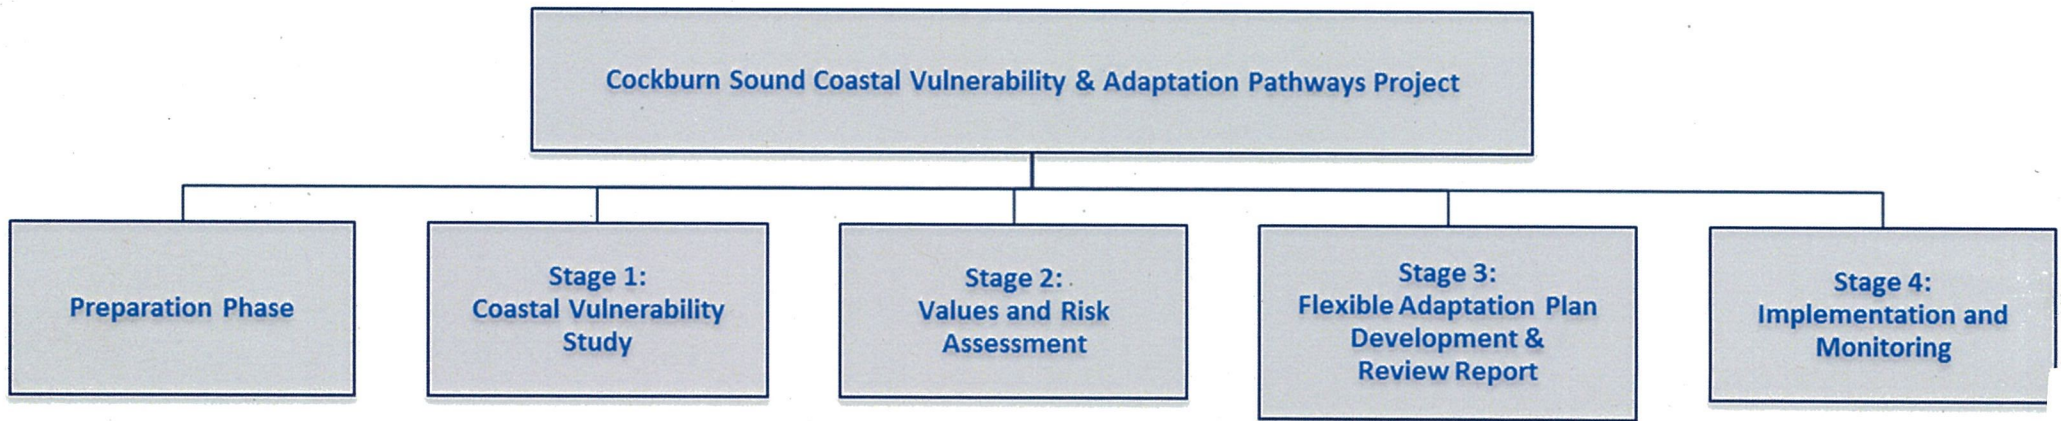 Cockburn Sound Coastal Vulnerability & Adaptation Pathways Project
Preparation Phase
Stage 1:
Coastal Vulnerability
Study
Stage 2:
Values and Risk
Assessment
Stage 3:
Flexible Adaptation Plan
Development &
Review Report
Stage 4:
Implementation and
Monitoring